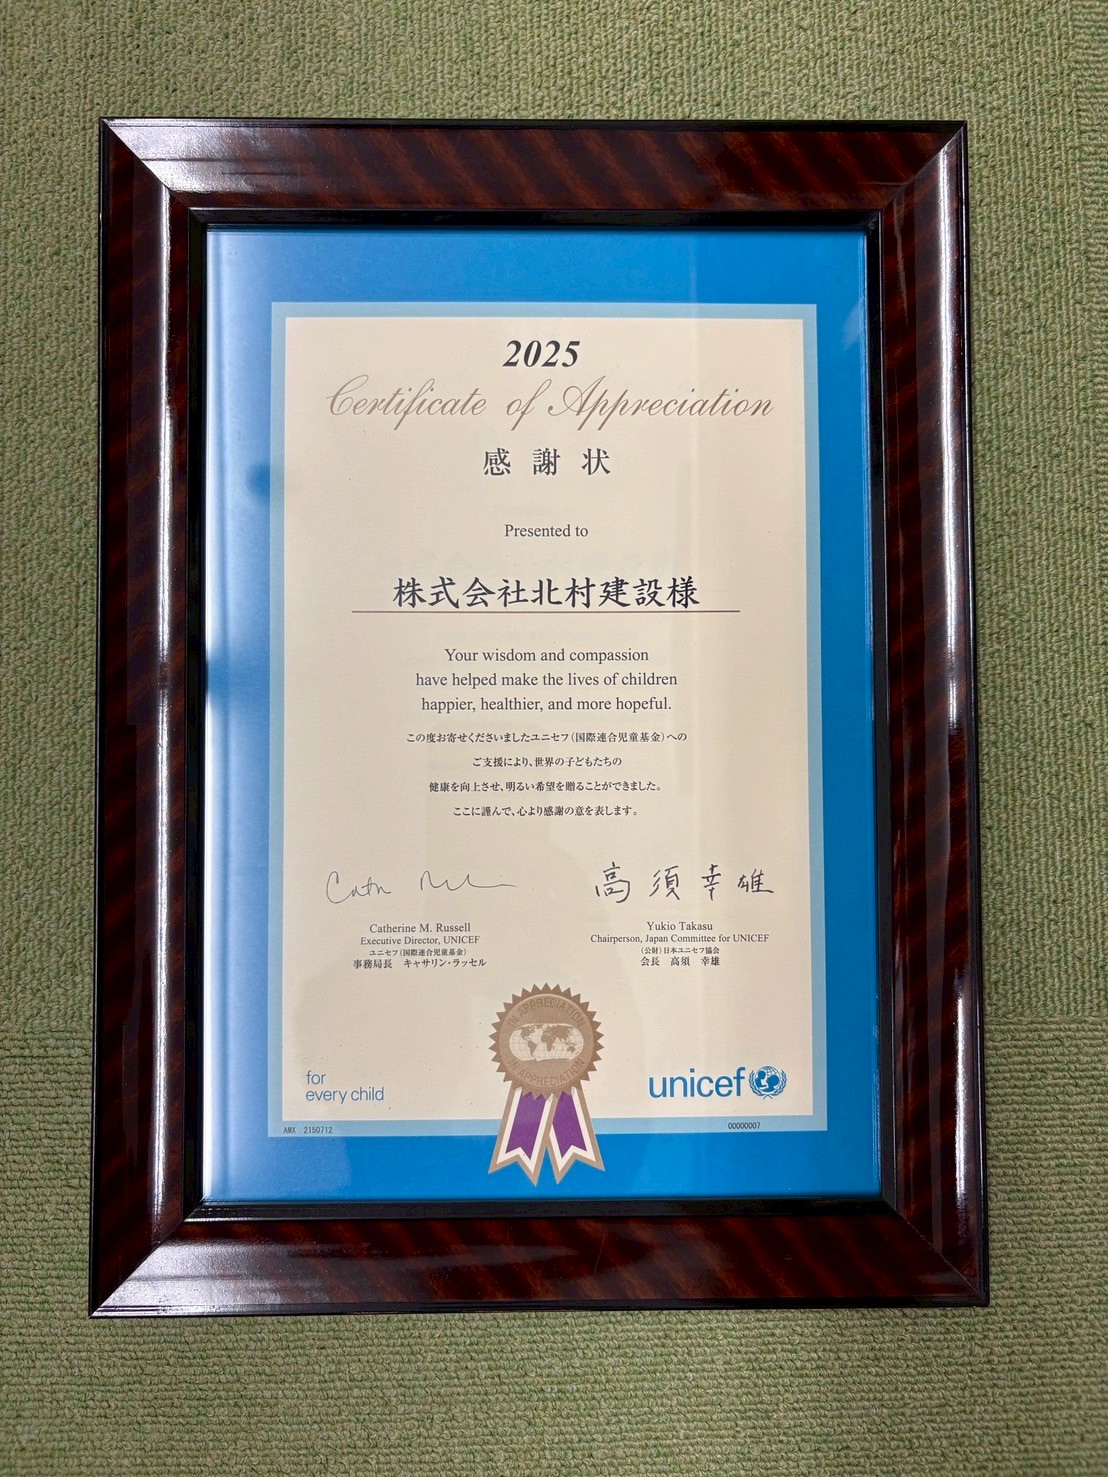 2025
Certificate of Appreciation
感謝状
Presented to
株式会社北村建設様
Your wisdom and compassion
have helped make the lives of children
happier, healthier, and more hopeful.
この度お寄せくださいましたユニセフ(国際連合児童基金)への
ご支援により、世界の子どもたちの
健康を向上させ、明るい希望を贈ることができました。
ここに謹んで、心より感謝の意を表します。
高須幸雄
Catherine M. Russell
Executive Director, UNICEF
ユニセフ(国際連合児童基金)
事務局長 キャサリン・ラッセル
Yukio Takasu
Chairperson, Japan Committee for UNICEF
(公財)日本ユニセフ協会
会長 高須 幸雄
IN APPRECIATION
IN APPRECIATION
for
every child
unicef
AMX 2150712
00000007